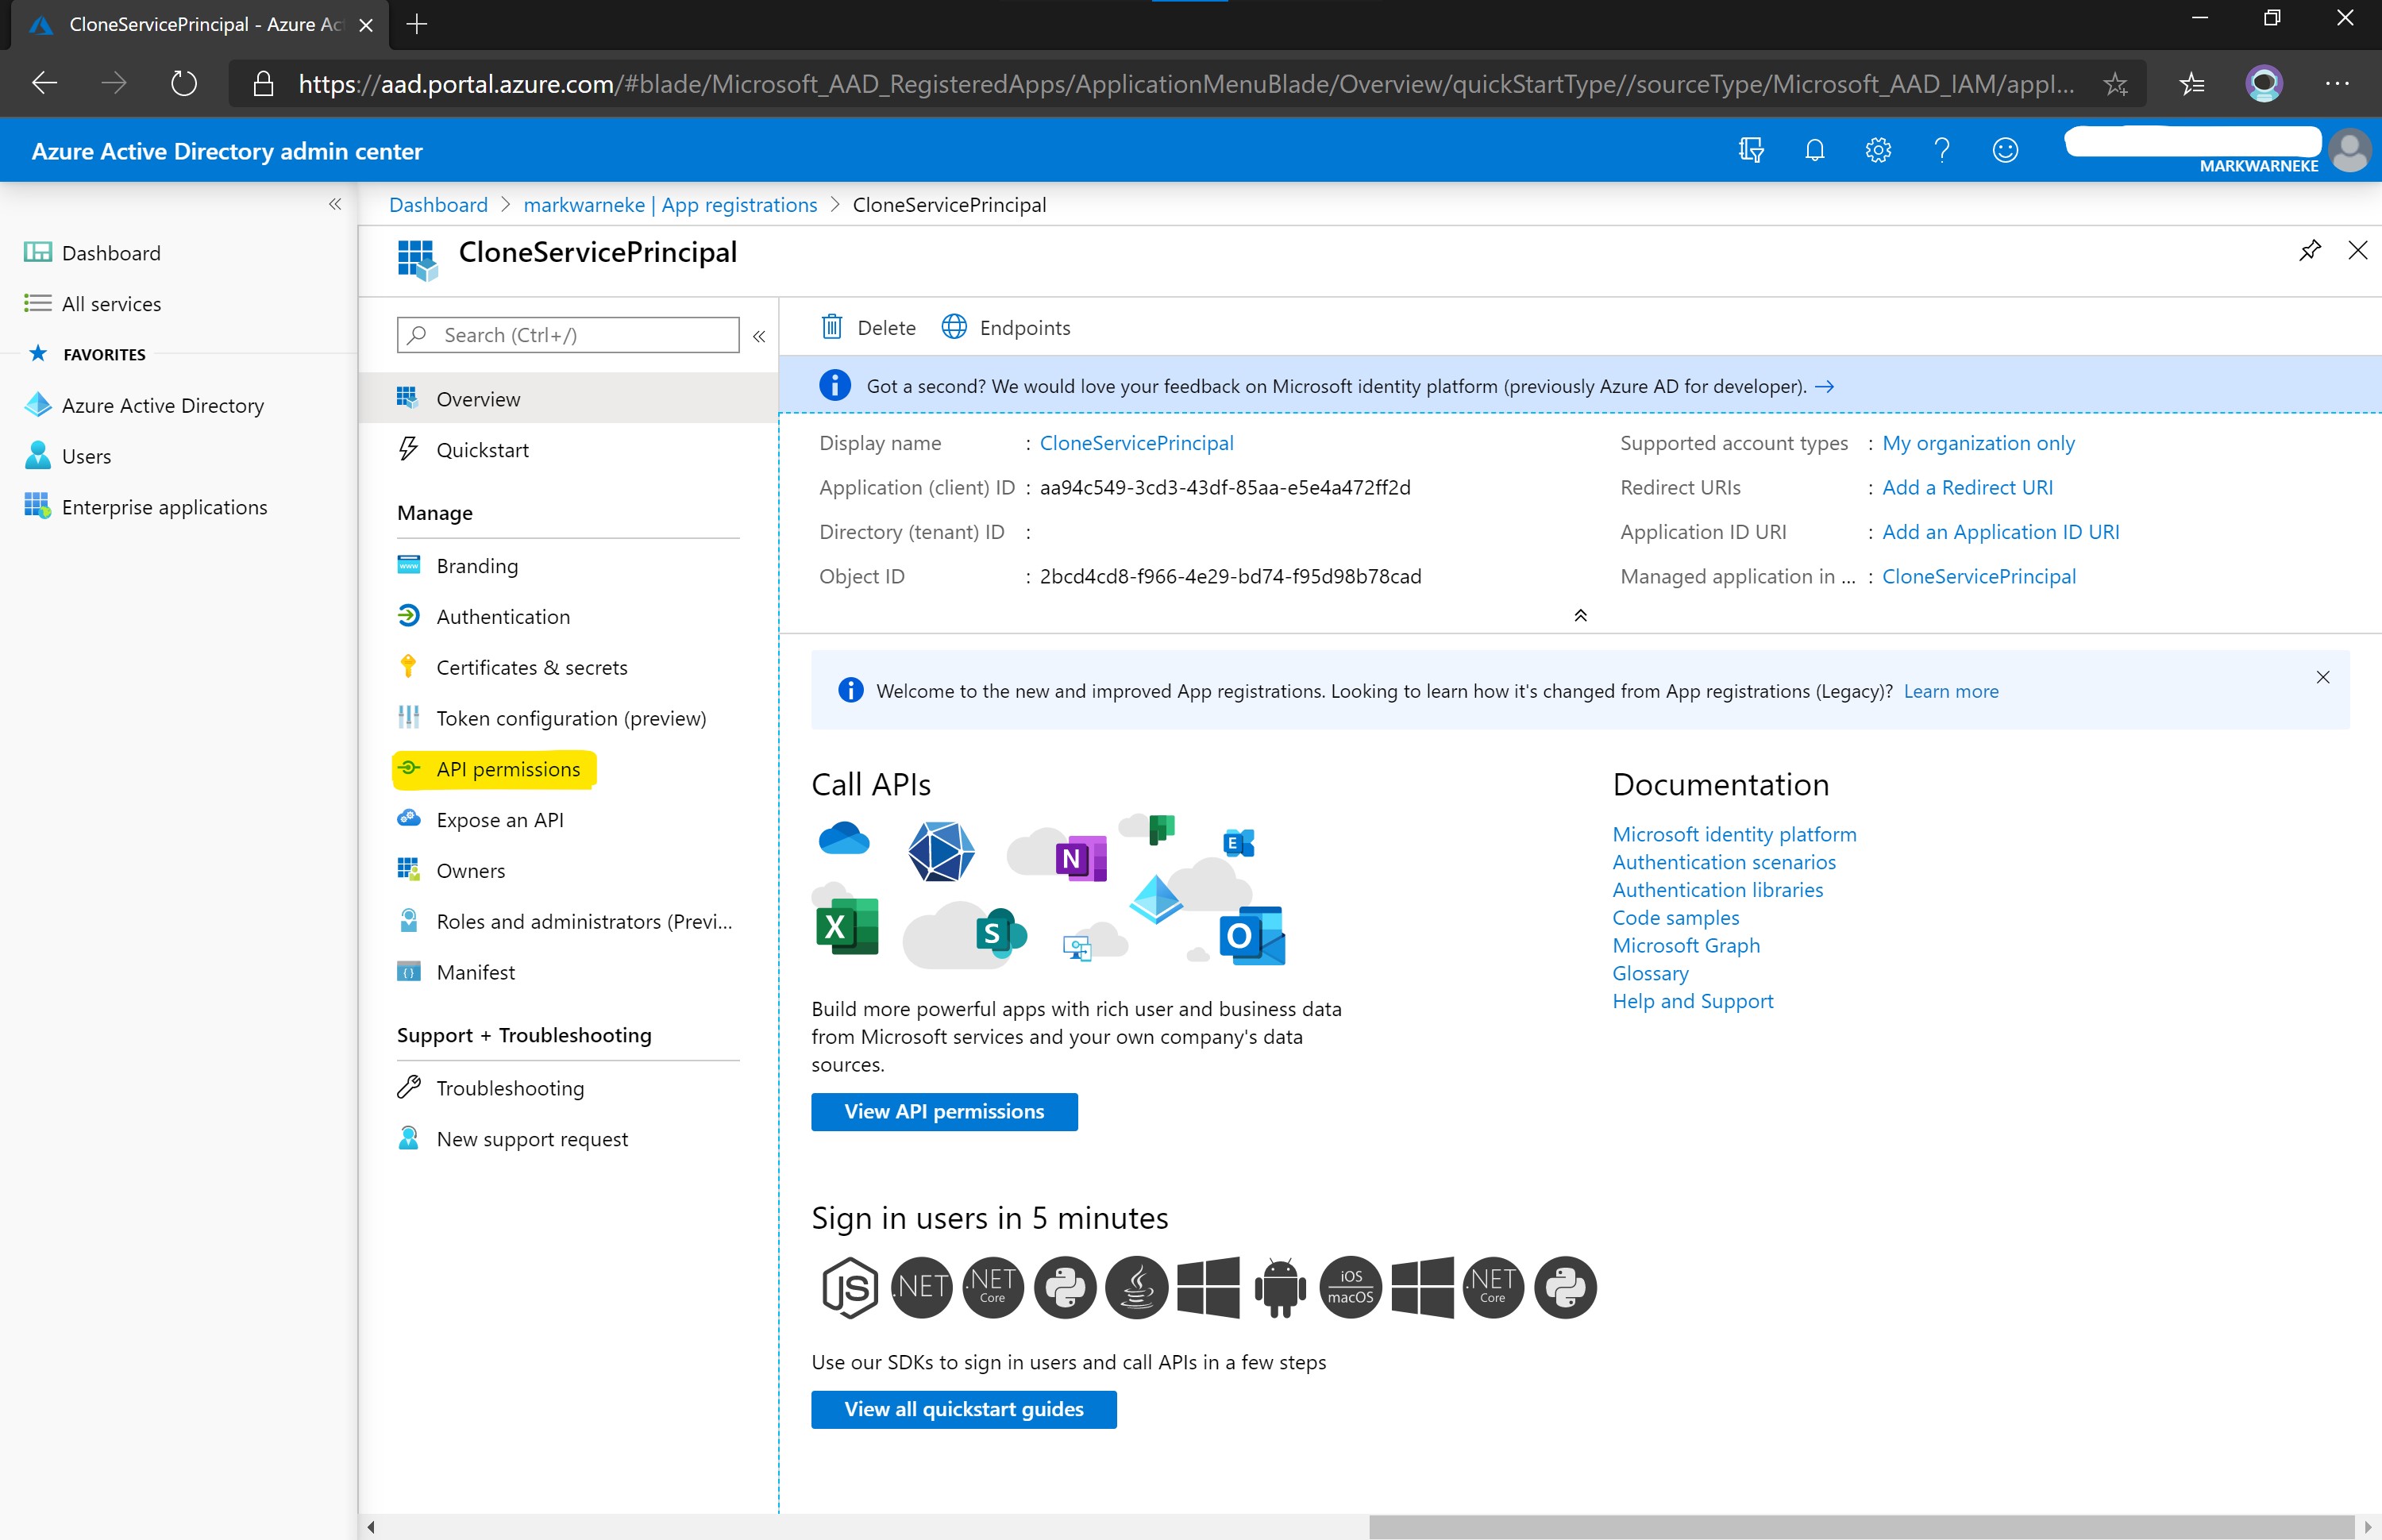 CloneServicePrincipal - Azure Ac
https://aad.portal.azure.com/#blade/Microsoft_AAD_RegisteredApps/ApplicationMenuBlade/Overview/quickStartType//sourceType/Microsoft_AAD_IAM/appl...
Azure Active Directory admin center
MARKWARNEKE
Dashboard
All services
FAVORITES
Azure Active Directory
Users
Enterprise applications
Dashboard > markwarneke | App registrations > CloneServicePrincipal
CloneServicePrincipal
Search (Ctrl+/)
Overview
Quickstart
Manage
Branding
Authentication
Certificates & secrets
Token configuration (preview)
API permissions
Expose an API
Owners
Roles and administrators (Previ...
Manifest
Support + Troubleshooting
Troubleshooting
New support request
Delete
Endpoints
Got a second? We would love your feedback on Microsoft identity platform (previously Azure AD for developer). →
Display name : CloneServicePrincipal
Application (client) ID : aa94c549-3cd3-43df-85aa-e5e4a472ff2d
Directory (tenant) ID :
Object ID : 2bcd4cd8-f966-4e29-bd74-f95d98b78cad
Supported account types : My organization only
Redirect URIs : Add a Redirect URI
Application ID URI : Add an Application ID URI
Managed application in ... : CloneServicePrincipal
Welcome to the new and improved App registrations. Looking to learn how it's changed from App registrations (Legacy)? Learn more
Call APIs
N
E
X
S
O
Build more powerful apps with rich user and business data
from Microsoft services and your own company's data
sources.
View API permissions
Documentation
Microsoft identity platform
Authentication scenarios
Authentication libraries
Code samples
Microsoft Graph
Glossary
Help and Support
Sign in users in 5 minutes
JS
.NET
.NET
Core
iOS
macOS
.NET
Core
Use our SDKs to sign in users and call APIs in a few steps
View all quickstart guides